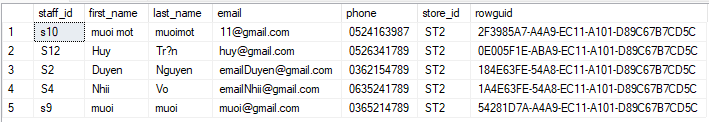 staff_id first_name last_name email phone store_id rowguid
1 s10 muoi mot muoimot 11@gmail.com 0524163987 ST2 2F3985A7-A4A9-EC11-A101-D89C67B7CD5C
2 S12 Huy Tr?n huy@gmail.com 0526341789 ST2 0E005F1E-ABA9-EC11-A101-D89C67B7CD5C
3 S2 Duyen Nguyen emailDuyen@gmail.com 0362154789 ST2 184E63FE-54A8-EC11-A101-D89C67B7CD5C
4 S4 Nhii Vo emailNhii@gmail.com 0635241789 ST2 1A4E63FE-54A8-EC11-A101-D89C67B7CD5C
5 s9 muoi muoi muoi@gmail.com 0365214789 ST2 54281D7A-A4A9-EC11-A101-D89C67B7CD5C